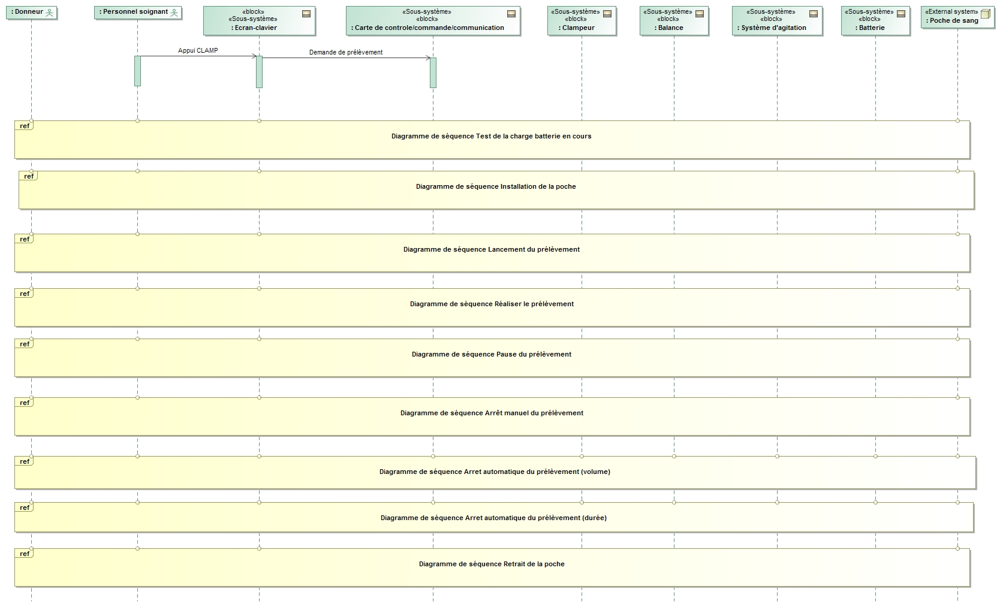 : Donneur
: Personnel soignant
«block»
«Sous-système»
: Ecran-clavier
«Sous-système»
«block»
: Carte de controle/commande/communication
«Sous-système»
«block»
: Clampeur
«Sous-système»
«block»
: Balance
«Sous-système»
«block»
: Système d'agitation
«Sous-système»
«block»
: Batterie
«External system»
: Poche de sang
Appui CLAMP
Demande de prélèvement
ref
Diagramme de séquence Test de la charge batterie en cours
ref
Diagramme de séquence Installation de la poche
ref
Diagramme de séquence Lancement du prélèvement
ref
Diagramme de séquence Réaliser le prélèvement
ref
Diagramme de séquence Pause du prélèvement
ref
Diagramme de séquence Arrêt manuel du prélèvement
ref
Diagramme de séquence Arret automatique du prélèvement (volume)
ref
Diagramme de séquence Arret automatique du prélèvement (durée)
ref
Diagramme de séquence Retrait de la poche